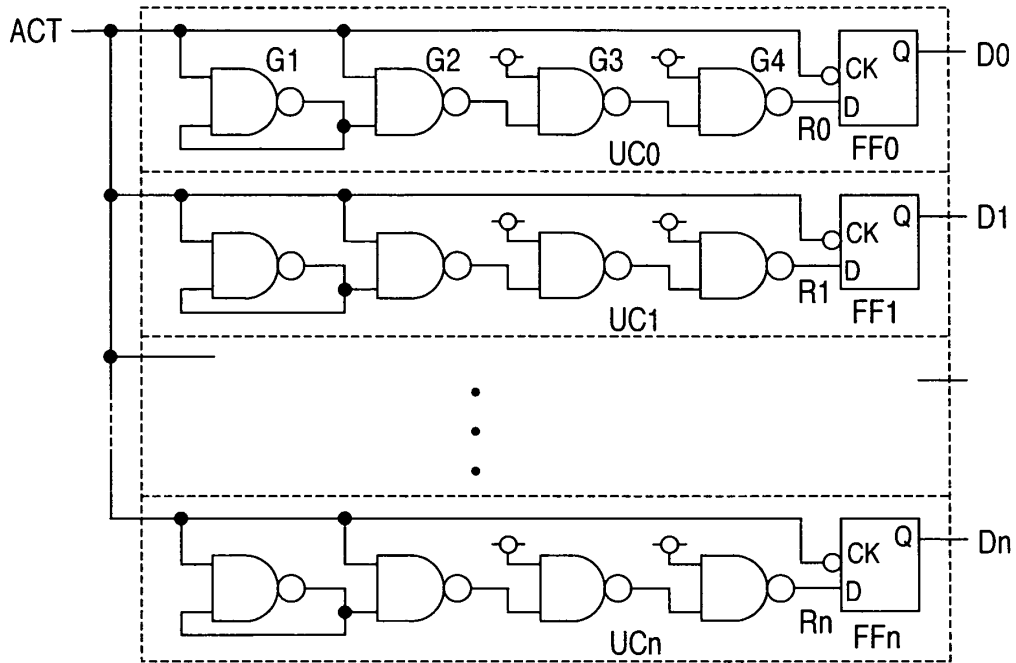 ACT
G1 G2 G3 G4 Q D0
CK
D
R0
UC0 FF0
Q D1
CK
D
R1
UC1 FF1
Q Dn
CK
D
Rn
UCn FFn